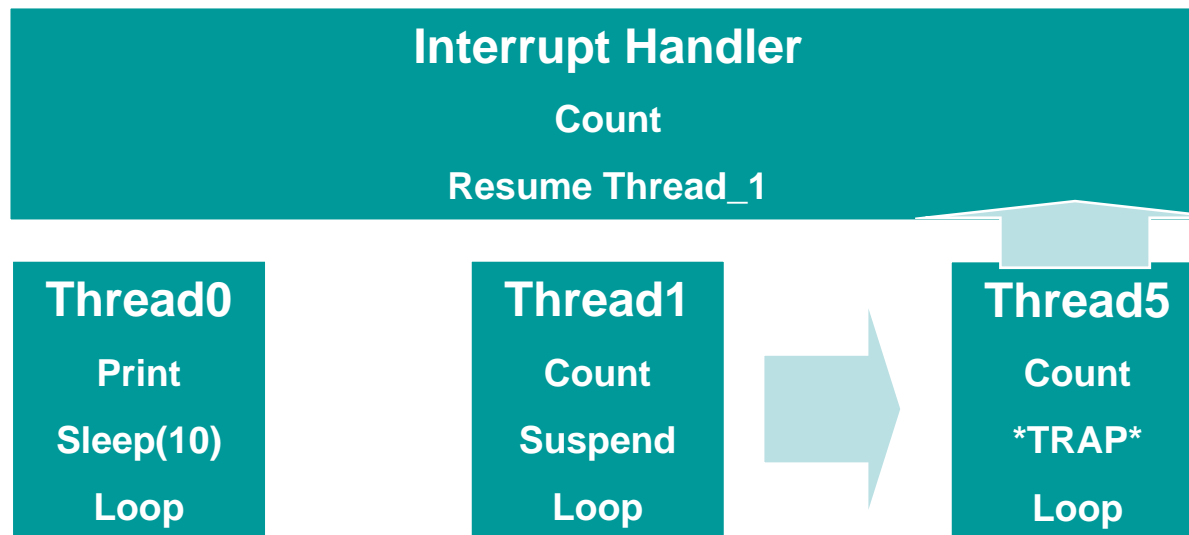 Interrupt Handler
Count
Resume Thread_1
Thread0
Print
Sleep(10)
Loop
Thread1
Count
Suspend
Loop
Thread5
Count
*TRAP*
Loop